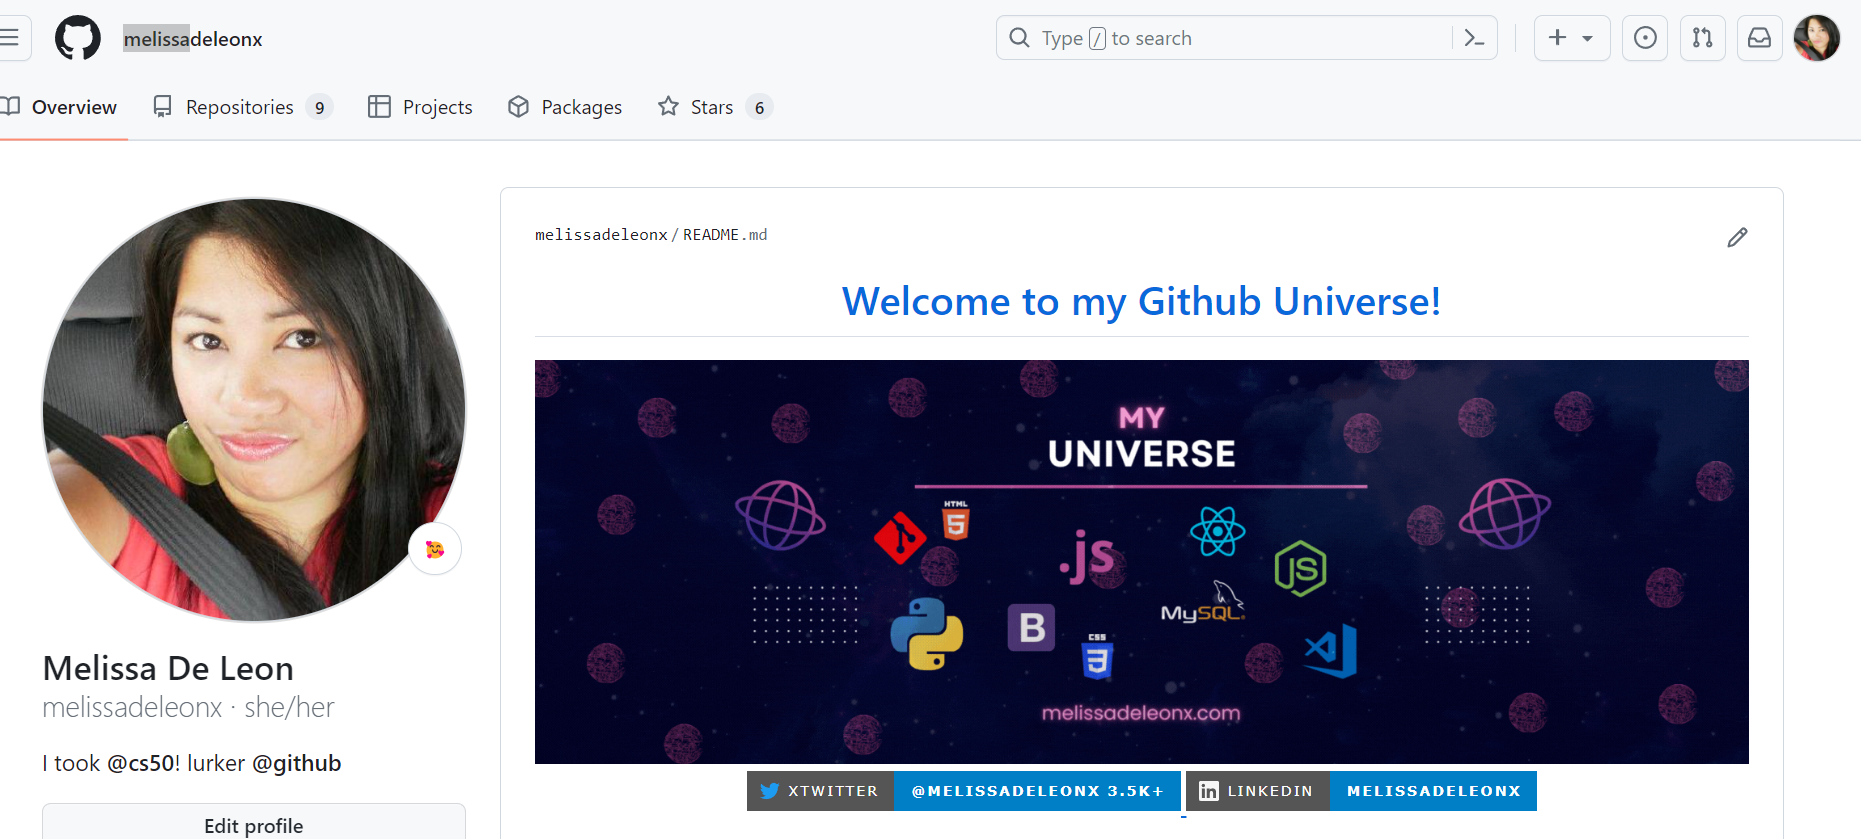 melissadeleonx
Type / to search
Overview
Repositories 9
Projects
Packages
Stars 6
melissadeleonx/README.md
Welcome to my Github Universe!
MY
UNIVERSE
HTML
5
.js
JS
MySQL
B
CSS
3
melissadeleonx.com
XTWITTER @MELISSADELEONX 3.5K+
LINKEDIN MELISSADELEONX
Melissa De Leon
melissadeleonx · she/her
I took @cs50! lurker @github
Edit profile